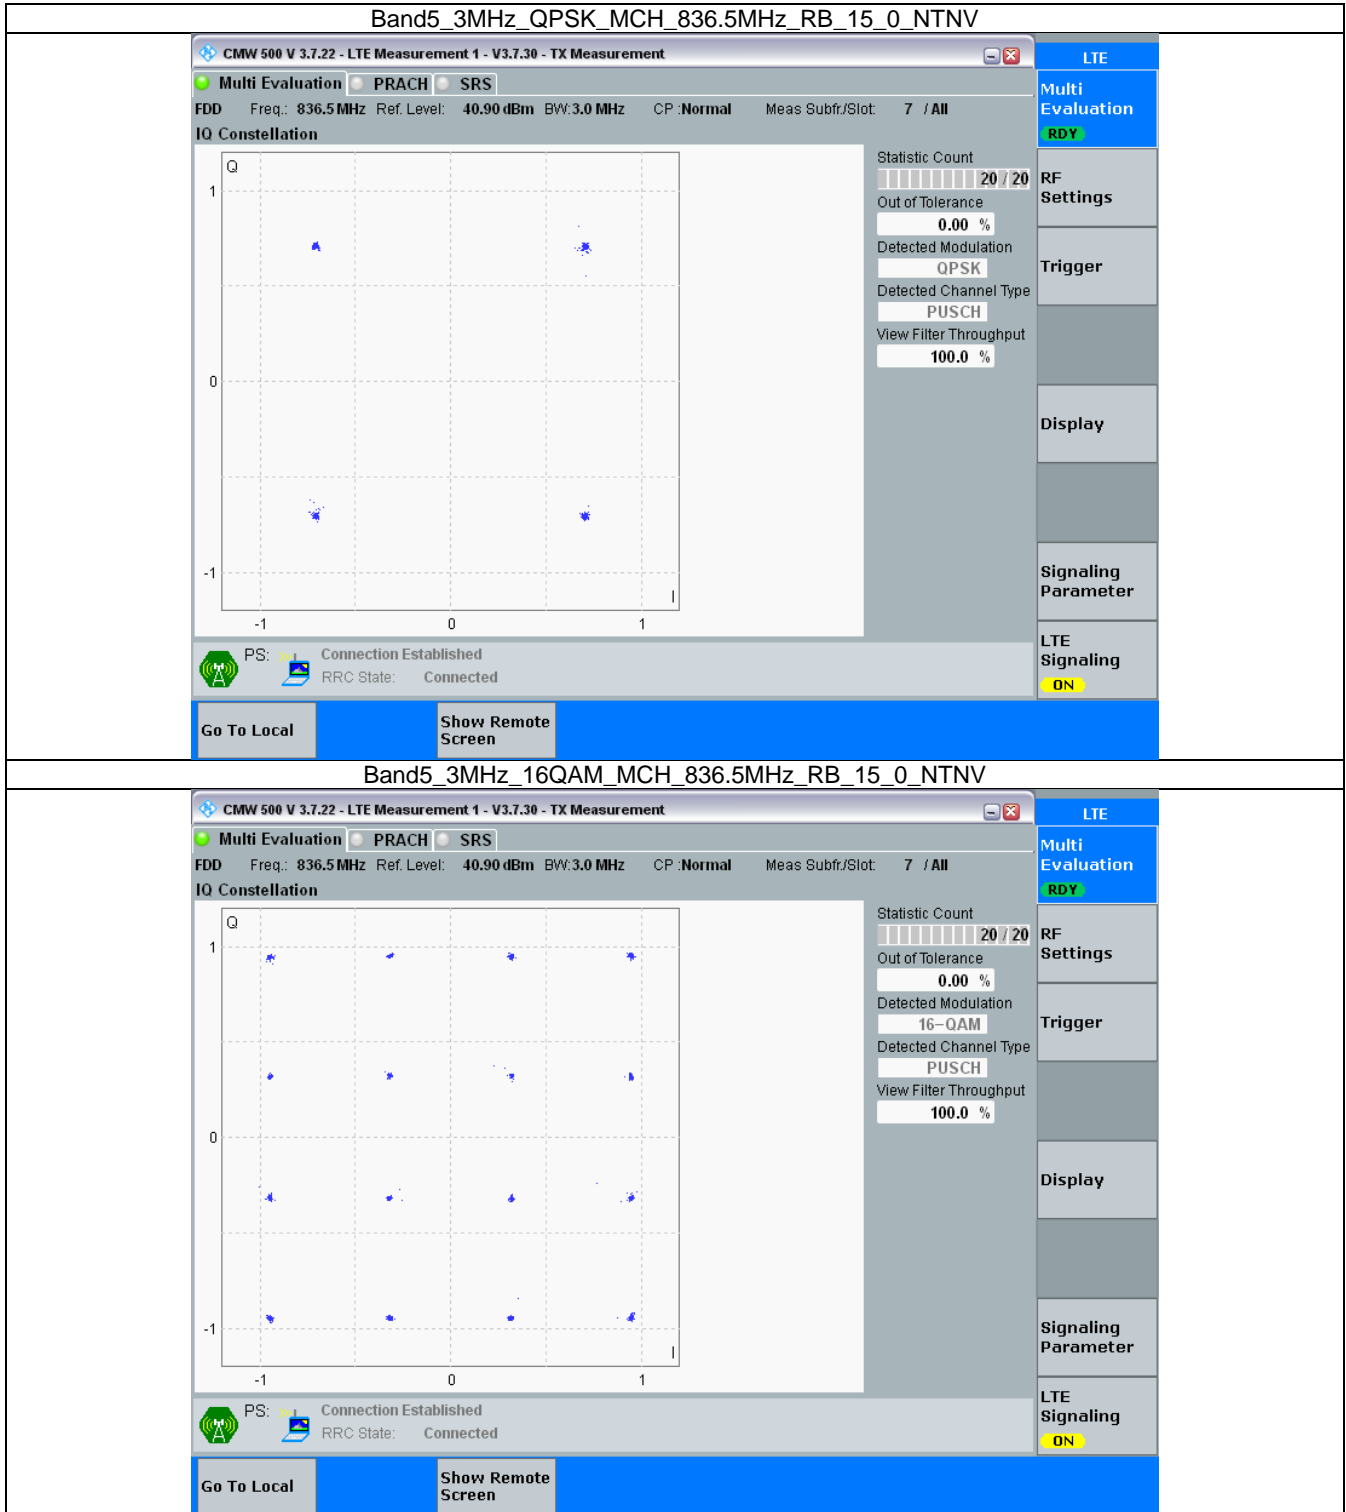 Band5_3MHz_QPSK_MCH_836.5MHz_RB_15_0_NTNV
CMW 500 V 3.7.22 - LTE Measurement 1 - V3.7.30 - TX Measurement
LTE
Multi Evaluation PRACH SRS
Multi
Evaluation
RDY
FDD Freq.: 836.5 MHz Ref. Level: 40.90 dBm BW: 3.0 MHz CP : Normal Meas Subfr./Slot: 7 / All
IQ Constellation
Q
1
0
-1
I
-1 0 1
Statistic Count
20 / 20
Out of Tolerance
0.00 %
Detected Modulation
QPSK
Detected Channel Type
PUSCH
View Filter Throughput
100.0 %
RF
Settings
Trigger
Display
Signaling
Parameter
LTE
Signaling
ON
PS: Connection Established
RRC State: Connected
Go To Local
Show Remote
Screen
Band5_3MHz_16QAM_MCH_836.5MHz_RB_15_0_NTNV
CMW 500 V 3.7.22 - LTE Measurement 1 - V3.7.30 - TX Measurement
LTE
Multi Evaluation PRACH SRS
Multi
Evaluation
RDY
FDD Freq.: 836.5 MHz Ref. Level: 40.90 dBm BW: 3.0 MHz CP : Normal Meas Subfr./Slot: 7 / All
IQ Constellation
Q
1
0
-1
I
-1 0 1
Statistic Count
20 / 20
Out of Tolerance
0.00 %
Detected Modulation
16-QAM
Detected Channel Type
PUSCH
View Filter Throughput
100.0 %
RF
Settings
Trigger
Display
Signaling
Parameter
LTE
Signaling
ON
PS: Connection Established
RRC State: Connected
Go To Local
Show Remote
Screen